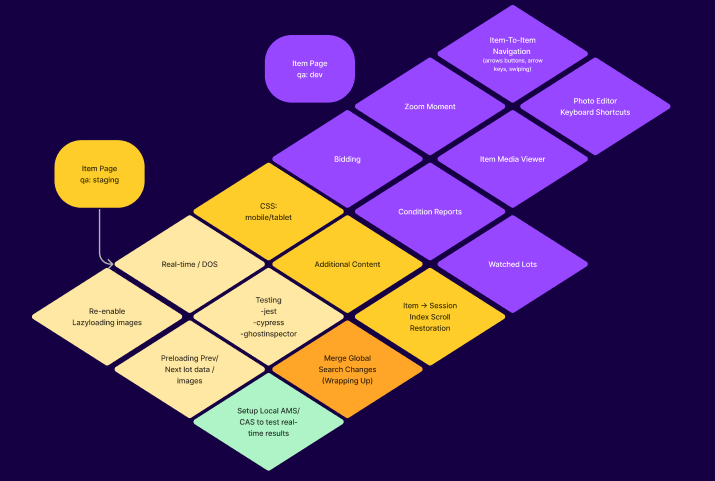 Item-To-Item
Navigation
(arrows buttons, arrow
keys, swiping)
Item Page
qa: dev
Zoom Moment
Photo Editor
Keyboard Shortcuts
Bidding
Item Media Viewer
Item Page
qa: staging
CSS:
mobile/tablet
Condition Reports
Real-time / DOS
Additional Content
Watched Lots
Re-enable
Lazyloading images
Testing
-jest
-cypress
-ghostinspector
Item → Session
Index Scroll
Restoration
Preloading Prev/
Next lot data /
images
Merge Global
Search Changes
(Wrapping Up)
Setup Local AMS/
CAS to test real-
time results